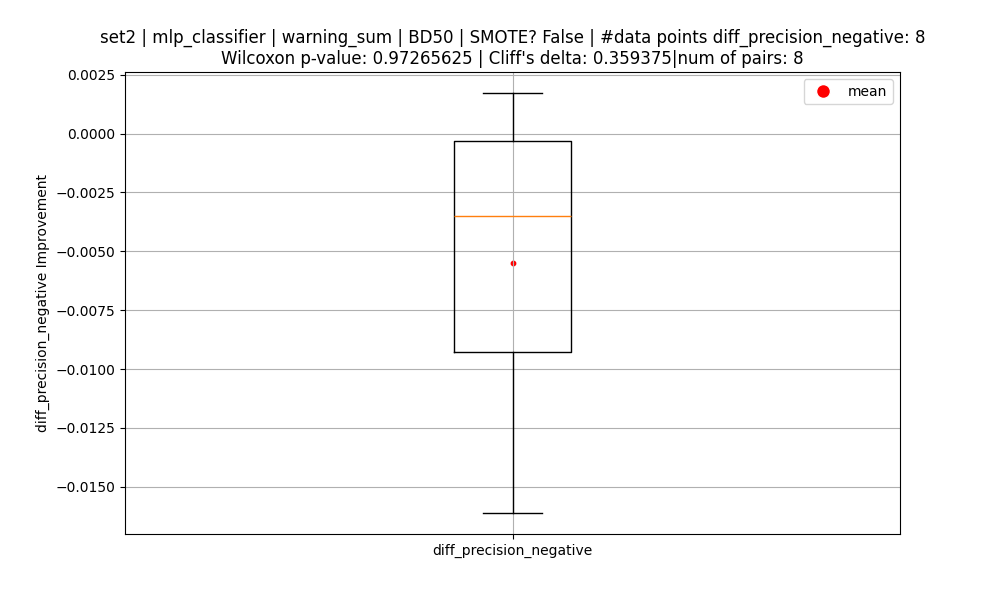 set2 | mlp_classifier | warning_sum | BD50 | SMOTE? False | #data points diff_precision_negative: 8
Wilcoxon p-value: 0.97265625 | Cliff's delta: 0.359375|num of pairs: 8
mean
0.0025
0.0000
−0.0025
−0.0050
−0.0075
−0.0100
−0.0125
−0.0150
diff_precision_negative Improvement
diff_precision_negative